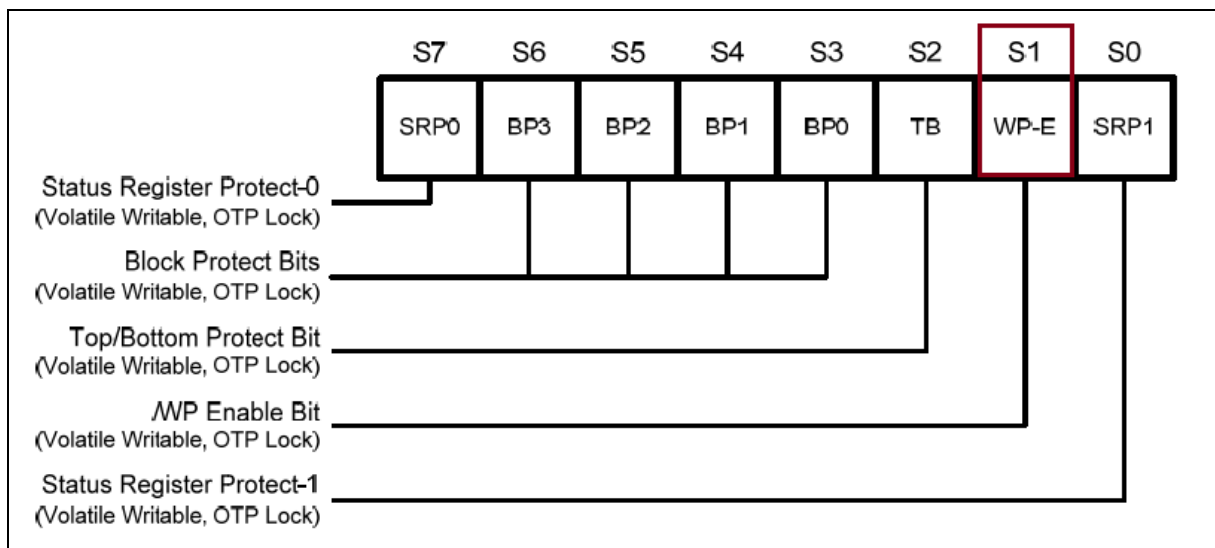 S7 S6 S5 S4 S3 S2 S1 S0
SRP0 BP3 BP2 BP1 BP0 TB WP-E SRP1
Status Register Protect-0
(Volatile Writable, OTP Lock)
Block Protect Bits
(Volatile Writable, OTP Lock)
Top/Bottom Protect Bit
(Volatile Writable, OTP Lock)
/WP Enable Bit
(Volatile Writable, OTP Lock)
Status Register Protect-1
(Volatile Writable, OTP Lock)